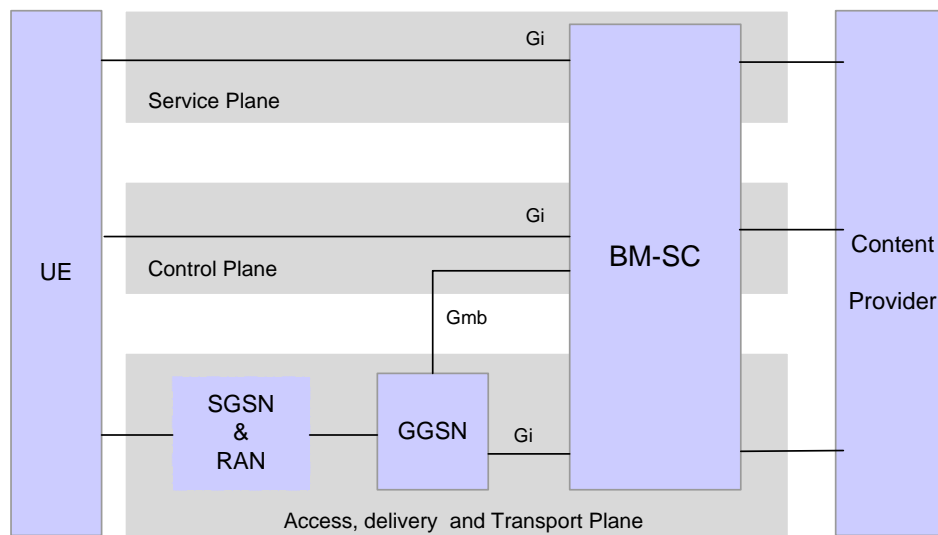 Gi
Service Plane
Gi
Control Plane
UE
BM-SC
Content
Provider
Gmb
SGSN
&
RAN
GGSN
Gi
Access, delivery and Transport Plane